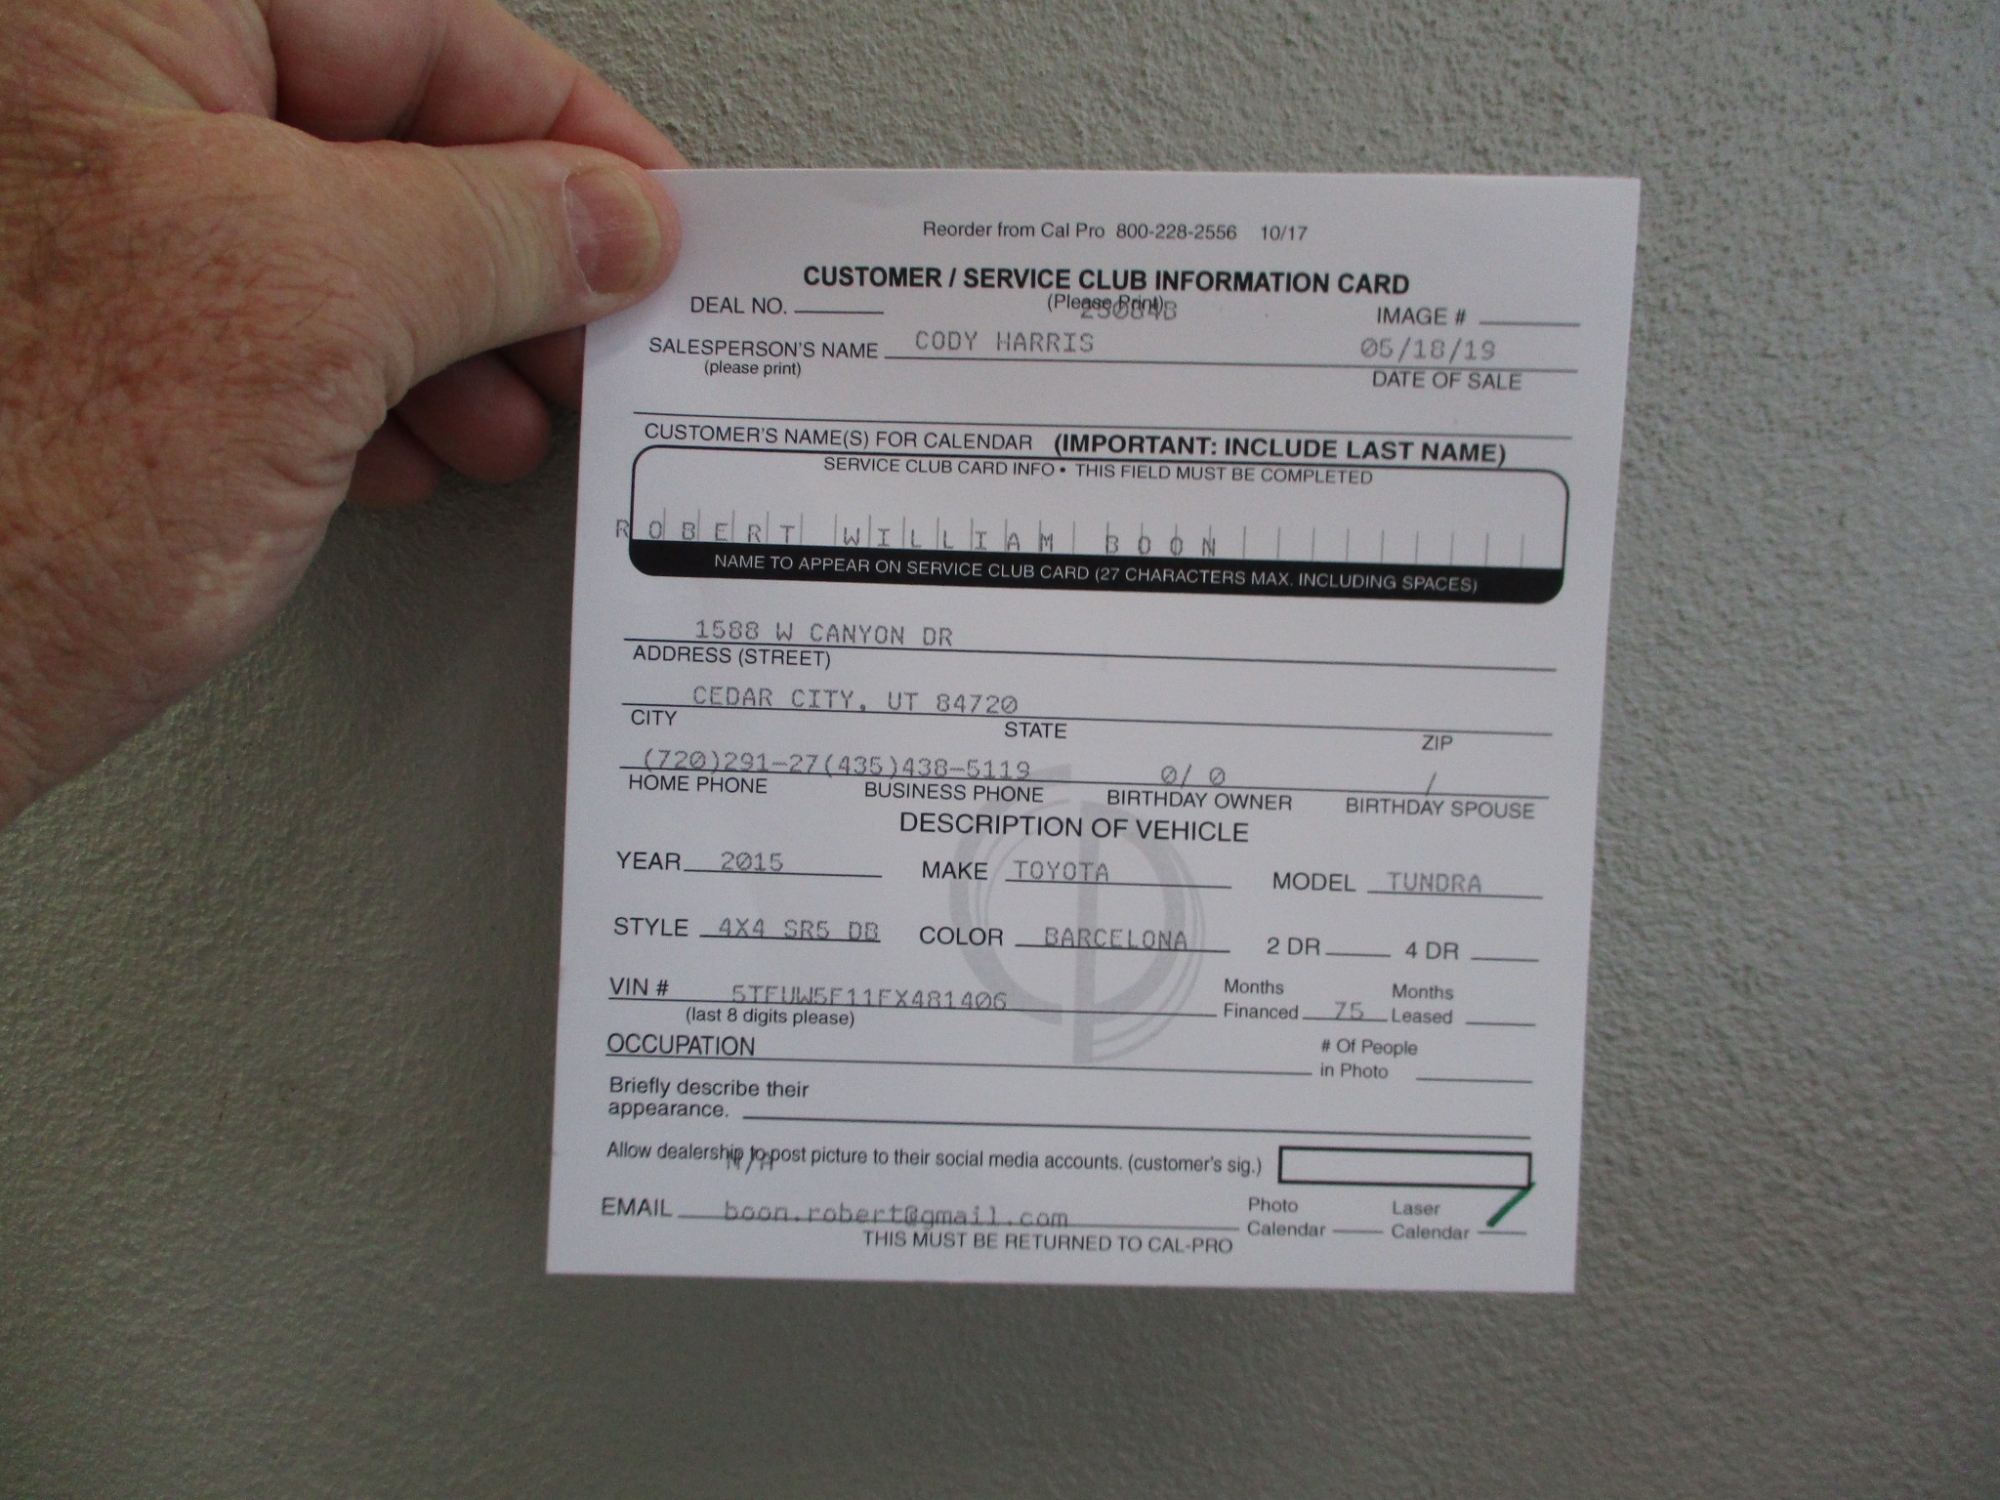 Reorder from Cal Pro 800-228-2556 10/17
CUSTOMER / SERVICE CLUB INFORMATION CARD
(Please Print)
DEAL NO. IMAGE #
SALESPERSON'S NAME CODY HARRIS 05/18/19
(please print) DATE OF SALE
CUSTOMER'S NAME(S) FOR CALENDAR (IMPORTANT: INCLUDE LAST NAME)
SERVICE CLUB CARD INFO • THIS FIELD MUST BE COMPLETED
ROBERT WILLIAM BOON
NAME TO APPEAR ON SERVICE CLUB CARD (27 CHARACTERS MAX. INCLUDING SPACES)
1588 W CANYON DR
ADDRESS (STREET)
CEDAR CITY, UT 84720
CITY STATE ZIP
(720)291-27(435)438-5119 0/ 0 /
HOME PHONE BUSINESS PHONE BIRTHDAY OWNER BIRTHDAY SPOUSE
DESCRIPTION OF VEHICLE
YEAR 2015 MAKE TOYOTA MODEL TUNDRA
STYLE 4X4 SR5 DB COLOR BARCELONA 2 DR 4 DR
VIN # 5TFUW5F11FX481406 Months Financed 75 Months Leased
(last 8 digits please)
OCCUPATION # Of People in Photo
Briefly describe their
appearance.
Allow dealership to post picture to their social media accounts. (customer's sig.)
N/A
EMAIL boon.robert@gmail.com Photo Calendar Laser Calendar
THIS MUST BE RETURNED TO CAL-PRO